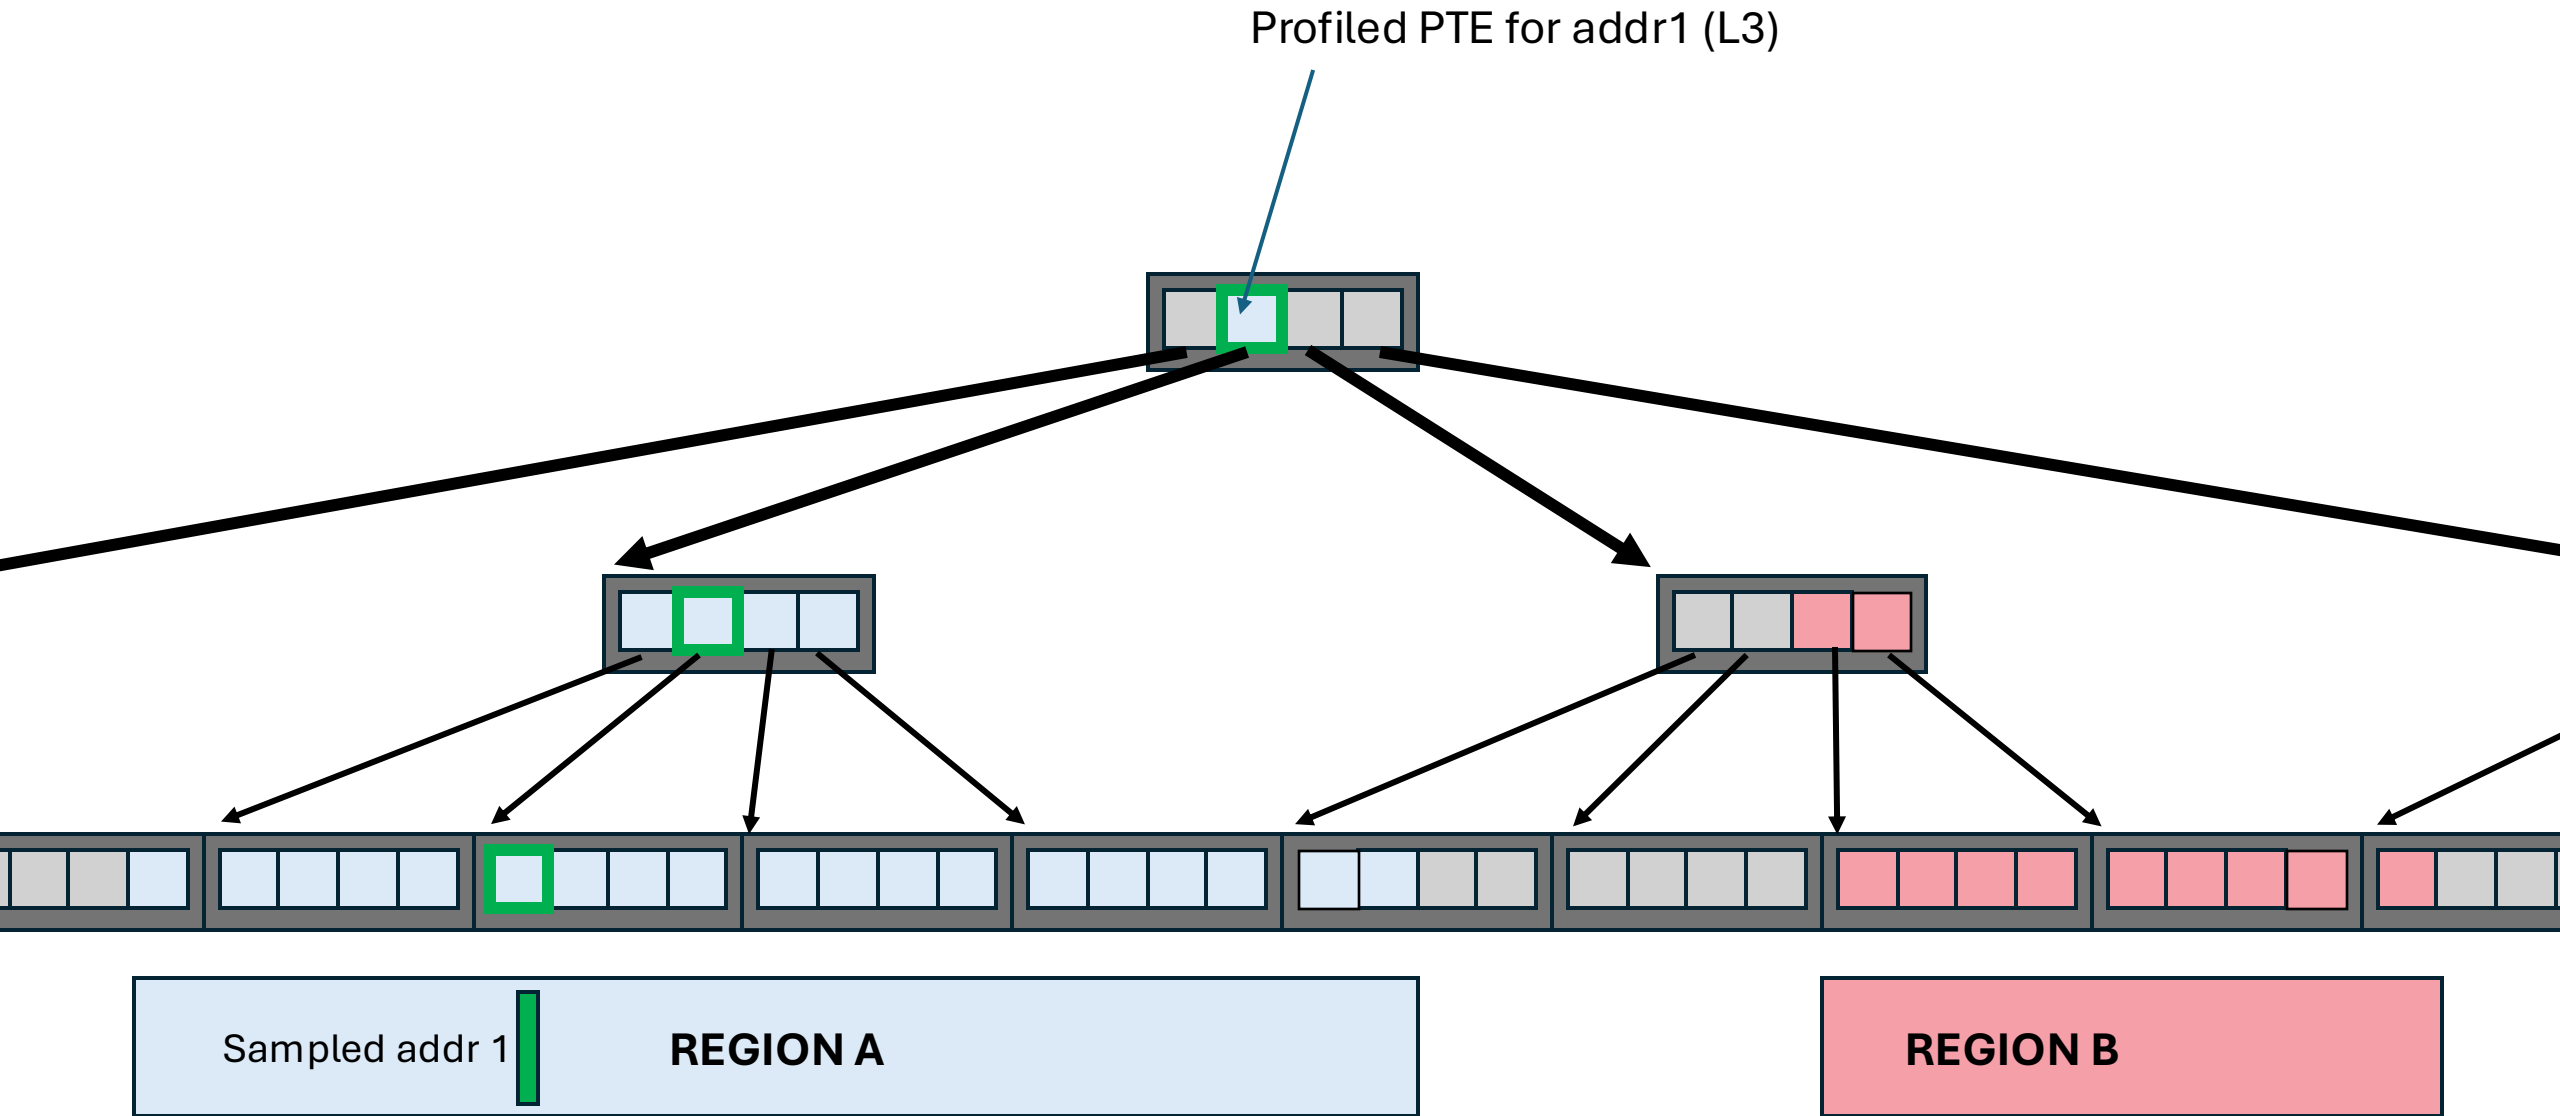 Profiled PTE for addr1 (L3)
Sampled addr 1
REGION A
REGION B